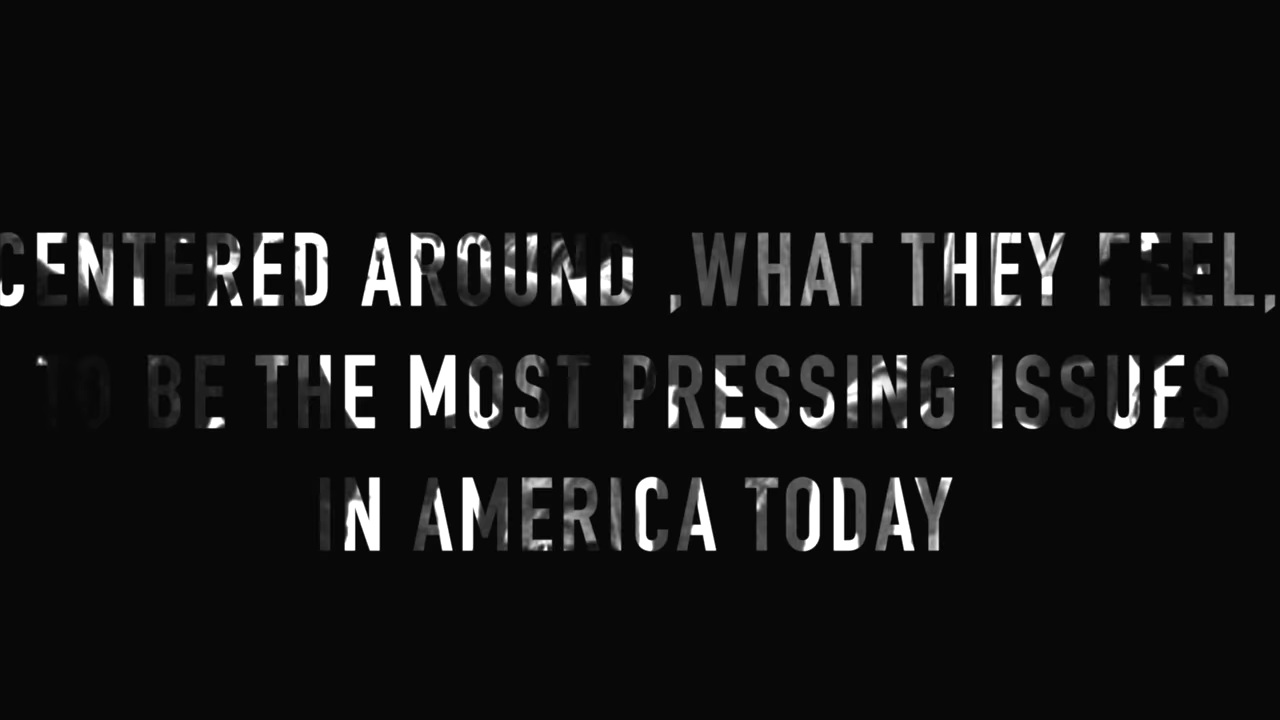 CENTERED AROUND ,WHAT THEY FEEL,
TO BE THE MOST PRESSING ISSUES
IN AMERICA TODAY